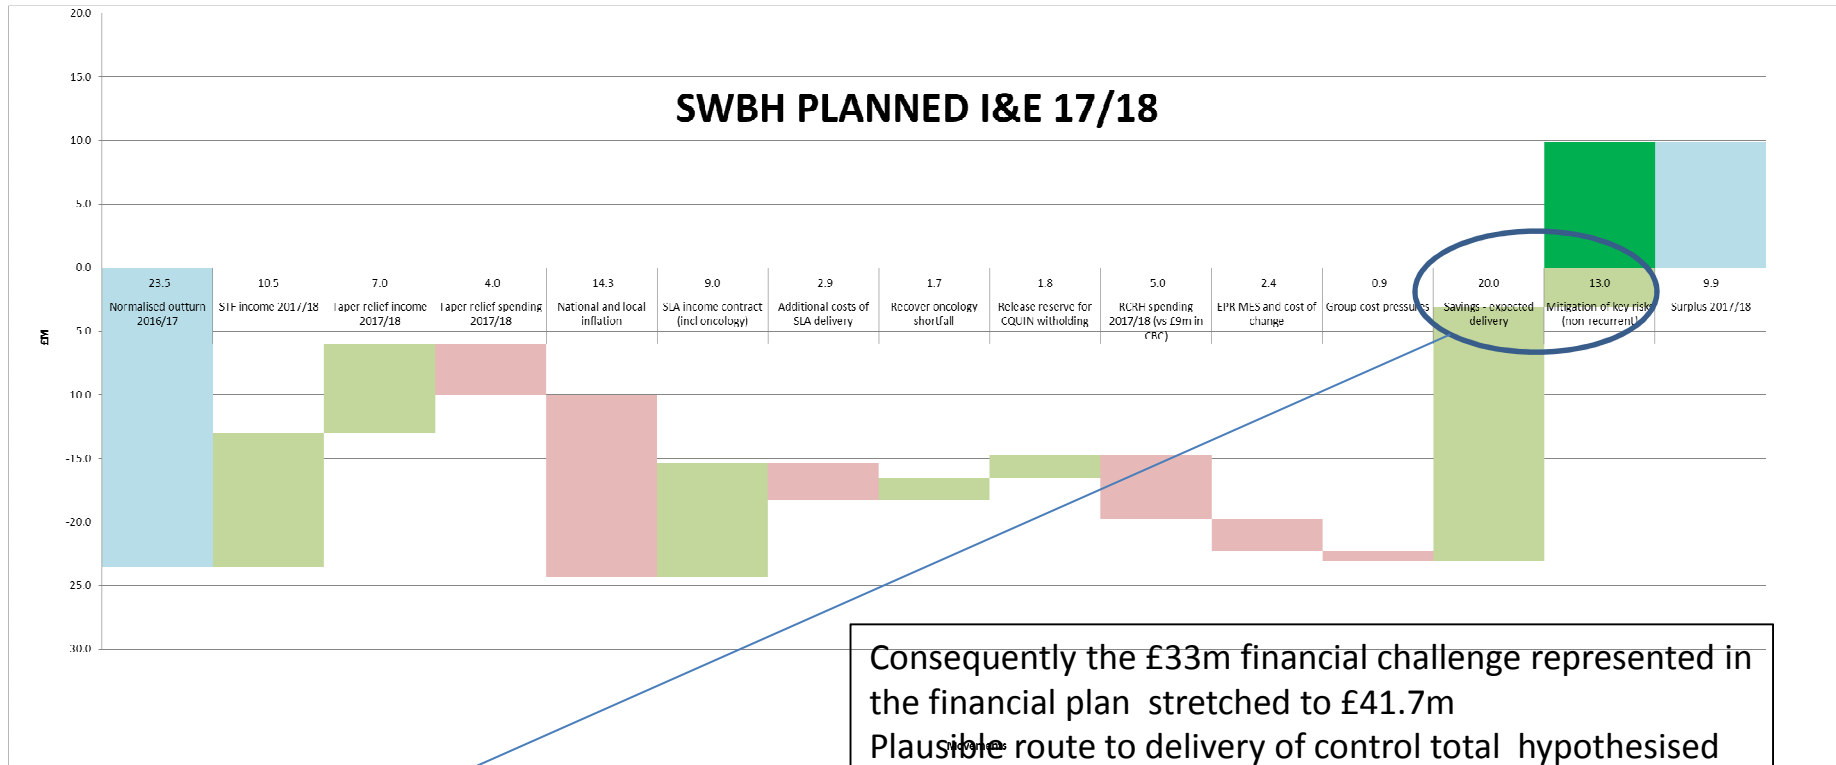 SWBH PLANNED I&E 17/18
20.0
15.0
10.0
5.0
0.0
5.0
10.0
-15.0
-20.0
25.0
30.0
£M
23.5
Normalised outturn
2016/17
10.5
STF income 2017/18
7.0
Taper relief income
2017/18
4.0
Taper relief spending
2017/18
14.3
National and local
inflation
9.0
SLA income contract
(incl oncology)
2.9
Additional costs of
SLA delivery
1.7
Recover oncology
shortfall
1.8
Release reserve for
CQUIN witholding
5.0
RCRH spending
2017/18 (vs £9m in
CBC)
2.4
EPR MES and cost of
change
0.9
Group cost pressures
20.0
Savings - expected
delivery
13.0
Mitigation of key risks
(non recurrent)
9.9
Surplus 2017/18
Movements
Consequently the £33m financial challenge represented in
the financial plan stretched to £41.7m
Plausible route to delivery of control total hypothesised